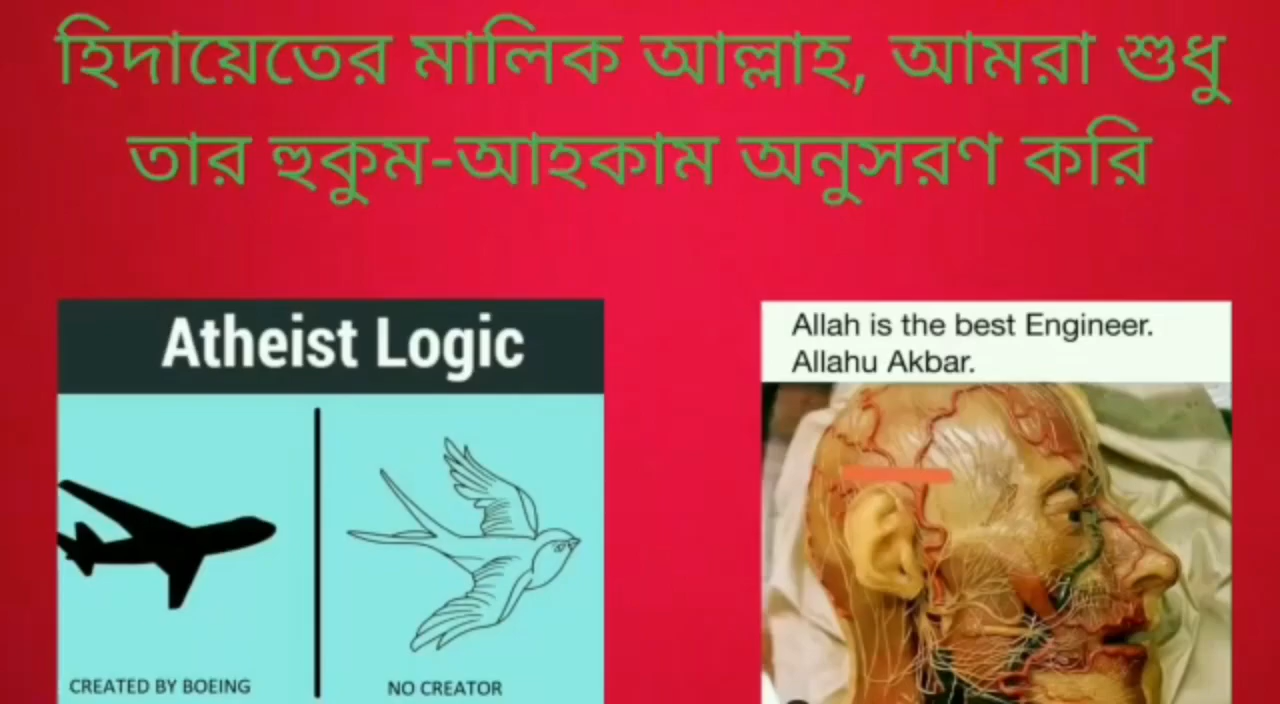 হিদায়েতের মালিক আল্লাহ, আমরা শুধু
তার হুকুম-আহকাম অনুসরণ করি
Atheist Logic
CREATED BY BOEING
NO CREATOR
Allah is the best Engineer.
Allahu Akbar.